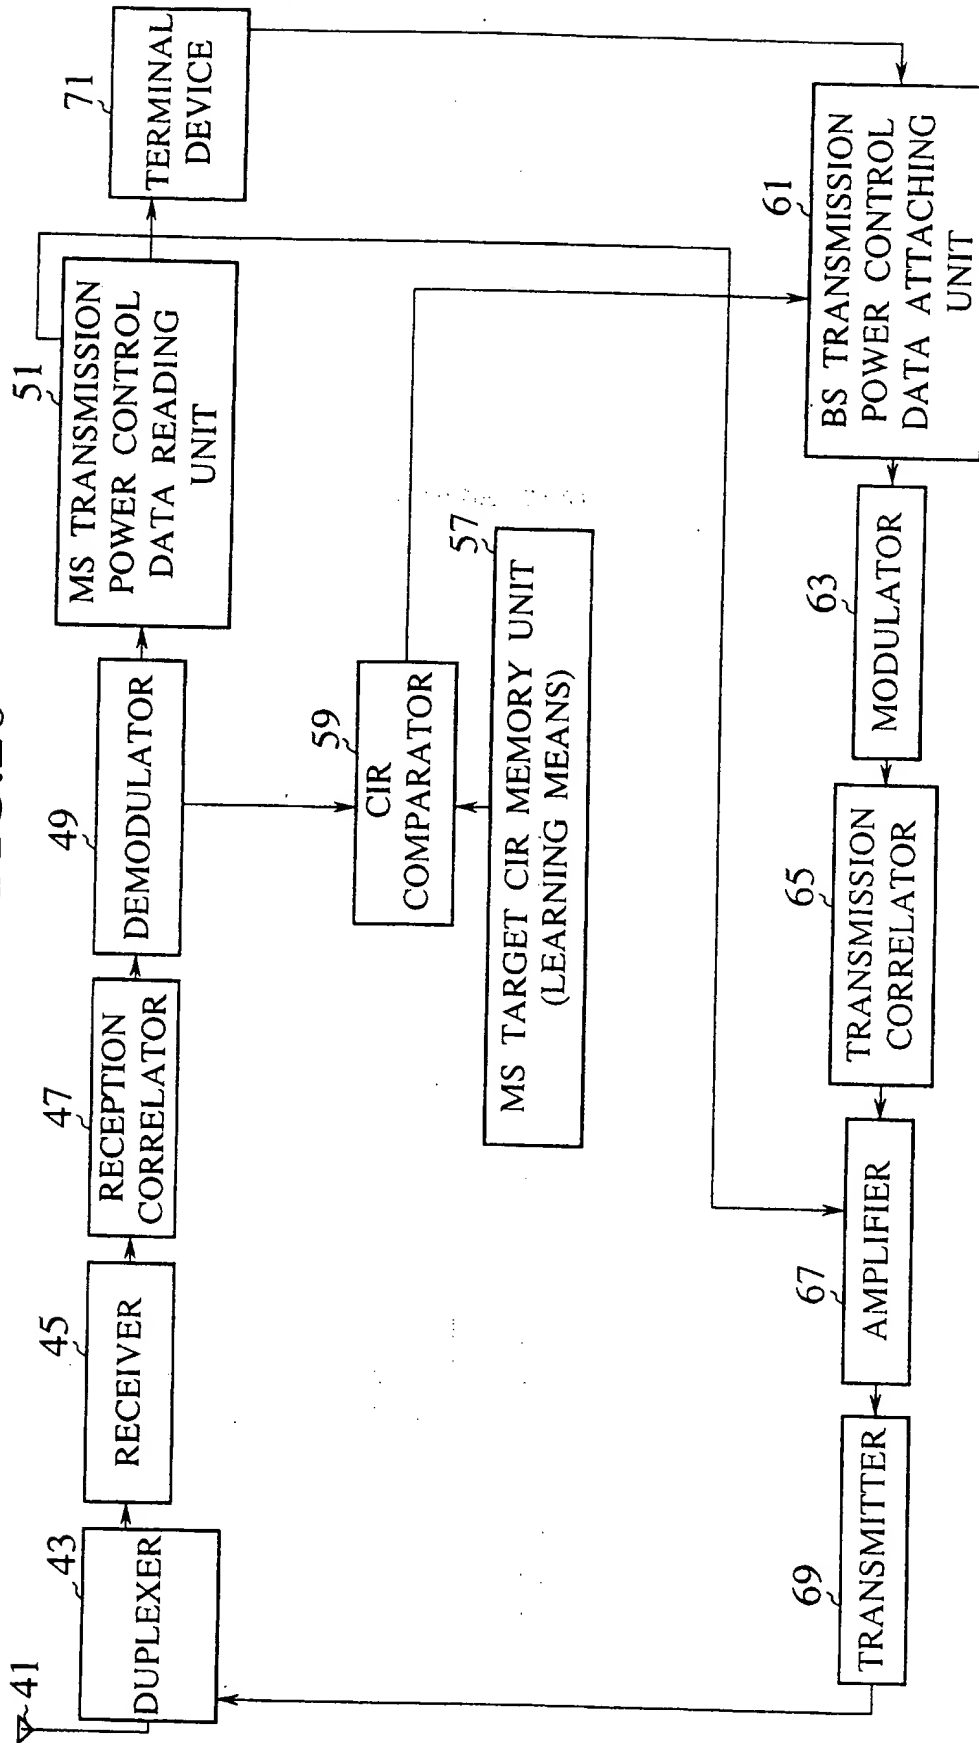 41
43
DUPLEXER
45
RECEIVER
47
RECEPTION
CORRELATOR
49
DEMODULATOR
51
MS TRANSMISSION
POWER CONTROL
DATA READING
UNIT
71
TERMINAL
DEVICE
59
CIR
COMPARATOR
57
MS TARGET CIR MEMORY UNIT
(LEARNING MEANS)
69
TRANSMITTER
67
AMPLIFIER
65
TRANSMISSION
CORRELATOR
63
MODULATOR
61
BS TRANSMISSION
POWER CONTROL
DATA ATTACHING
UNIT